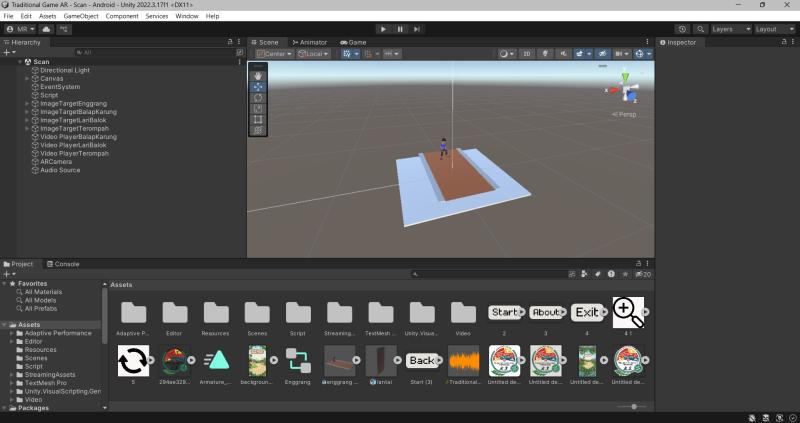 Traditional Game AR - Scan - Android - Unity 2022.3.17f1 <DX11>
File Edit Assets GameObject Component Services Window Help
MR Layers Layout
Hierarchy
All
Scan
Directional Light
Canvas
EventSystem
Script
ImageTargetEnggrang
ImageTargetBalapKarung
ImageTargetLariBalok
ImageTargetTerompah
Video PlayerBalapKarung
Video PlayerLariBalok
Video PlayerTerompah
ARCamera
Audio Source
Scene Animator Game
Center Local 2D
y
x
Persp
Inspector
Project Console
20
Favorites
All Materials
All Models
All Prefabs
Assets
Adaptive Performance
Editor
Resources
Scenes
Script
StreamingAssets
TextMesh Pro
Unity.VisualScripting.Gen
Video
Packages
Assets
Adaptive P... Editor Resources Scenes Script Streaming... TextMesh ... Unity.Visua... Video
Start About Exit
2 3 4 4 1
Back
5 294ae329... Armature_... backgroun... Enggrang enggrang ... lantai Start (3) Traditional... Untitled de... Untitled de... Untitled de... Untitled de...